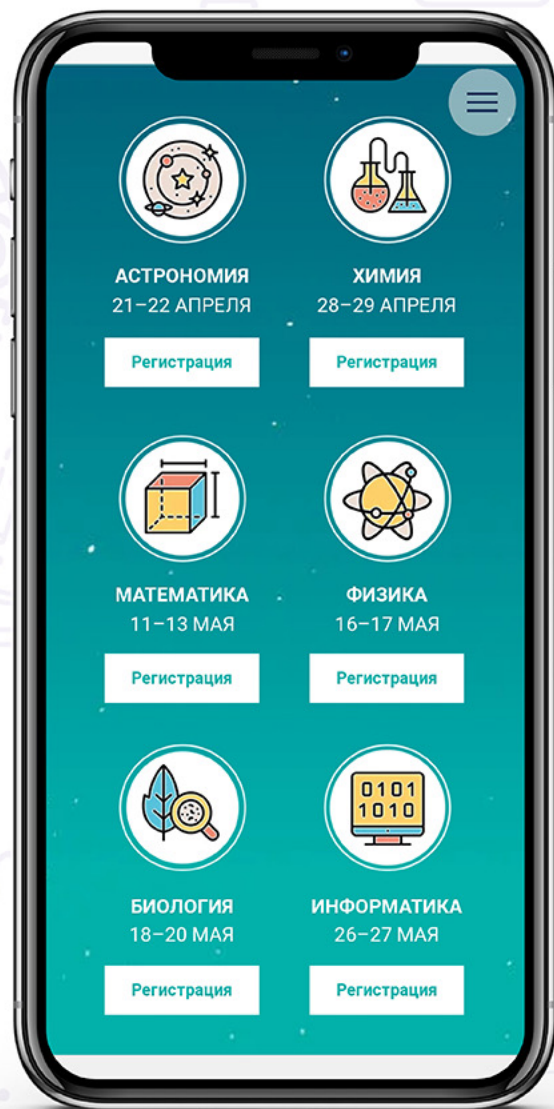 АСТРОНОМИЯ
21–22 АПРЕЛЯ
Регистрация
ХИМИЯ
28–29 АПРЕЛЯ
Регистрация
МАТЕМАТИКА
11–13 МАЯ
Регистрация
ФИЗИКА
16–17 МАЯ
Регистрация
БИОЛОГИЯ
18–20 МАЯ
Регистрация
0101
1010
ИНФОРМАТИКА
26–27 МАЯ
Регистрация